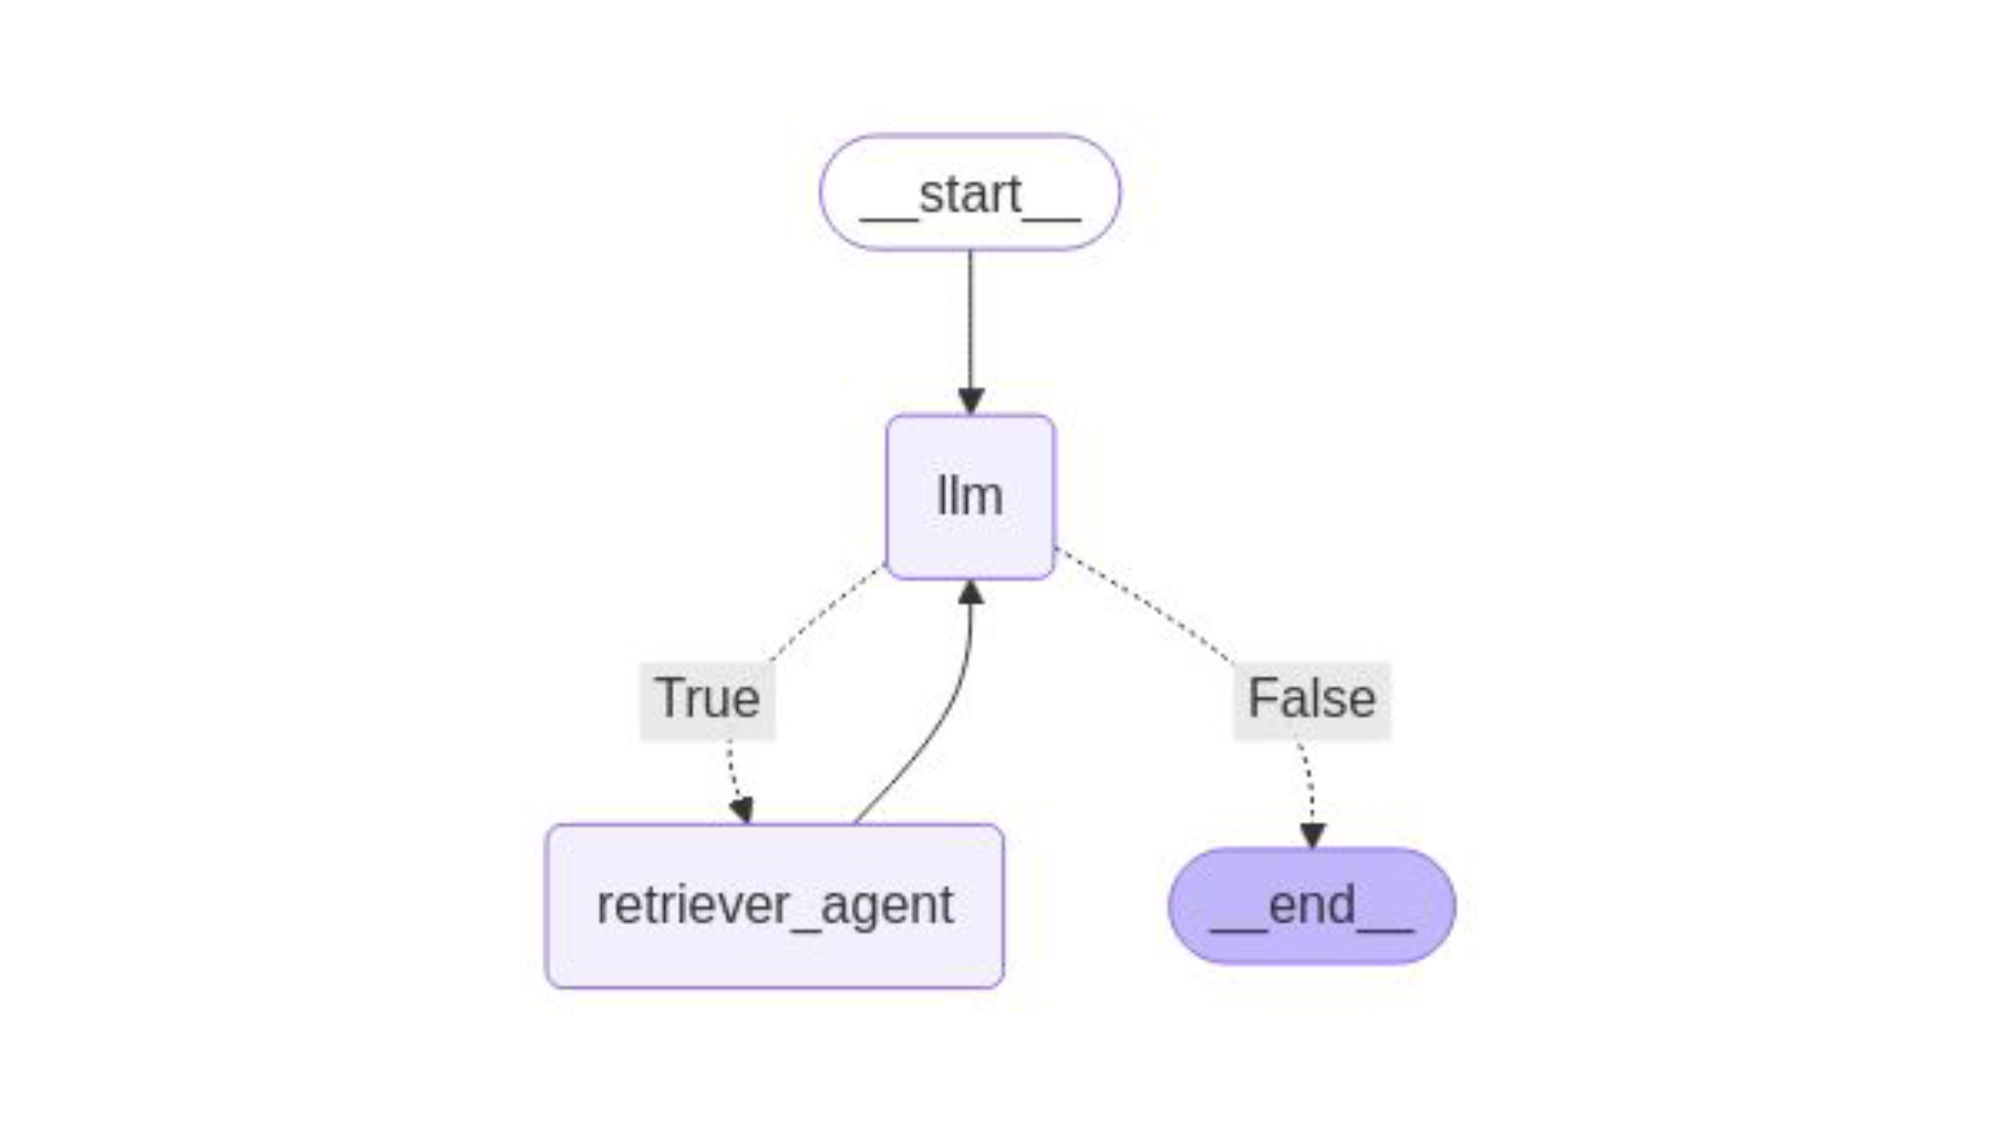 __start__
llm
True
False
retriever_agent
__end__